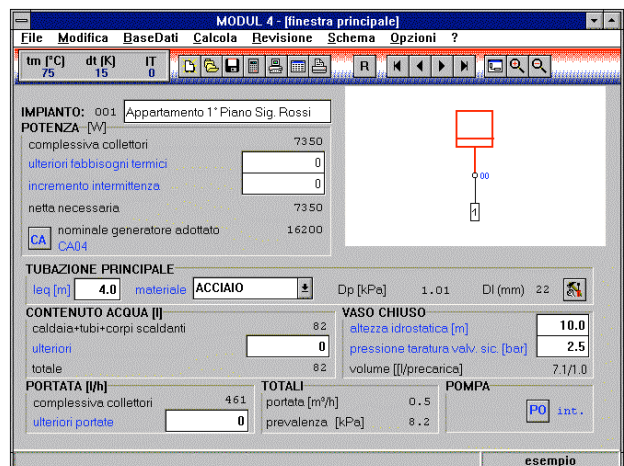 MODUL 4 - [finestra principale]
File Modifica BaseDati Calcola Revisione Schema Opzioni ?
tm [°C] dt [K] IT
75 15 0
R
IMPIANTO: 001 Appartamento 1° Piano Sig. Rossi
POTENZA [W]
complessiva collettori 7350
ulteriori fabbisogni termici 0
incremento intermittenza 0
netta necessaria 7350
CA nominale generatore adottato 16200
CA04
00
1
TUBAZIONE PRINCIPALE
leq [m] 4.0 materiale ACCIAIO Dp [kPa] 1.01 DI (mm) 22
CONTENUTO ACQUA [l]
caldaia+tubi+corpi scaldanti 82
ulteriori 0
totale 82
VASO CHIUSO
altezza idrostatica [m] 10.0
pressione taratura valv. sic. [bar] 2.5
volume [[l/precarica] 7.1/1.0
PORTATA [l/h]
complessiva collettori 461
ulteriori portate 0
TOTALI
portata [m³/h] 0.5
prevalenza [kPa] 8.2
POMPA
PO int.
esempio